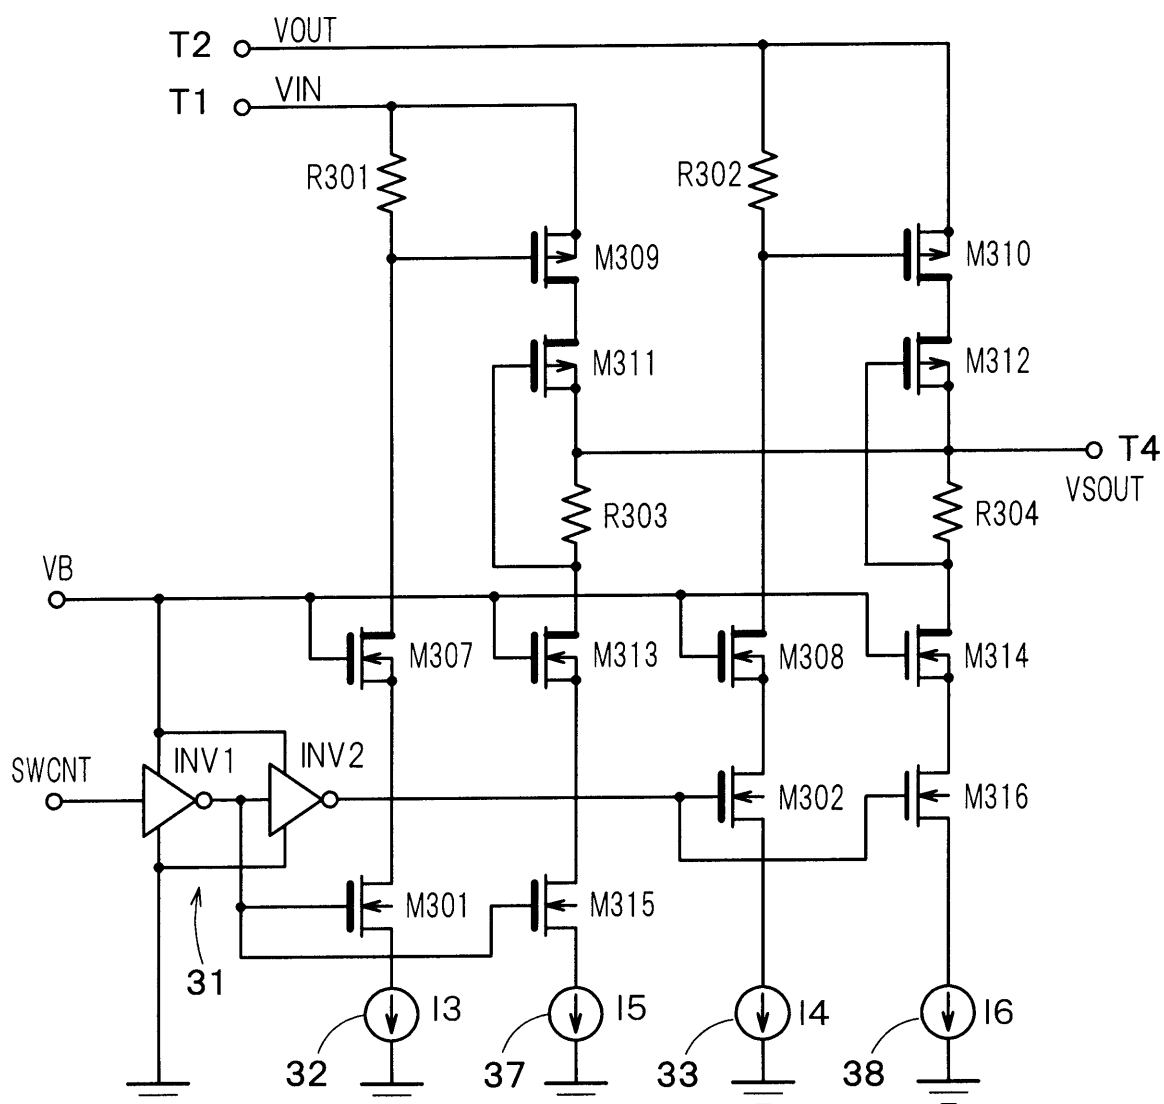 T2 VOUT
T1 VIN
R301
R302
M309
M310
M311
M312
T4
VSOUT
R303
R304
VB
M307
M313
M308
M314
SWCNT
INV1
INV2
M302
M316
M301
M315
31
I3
I5
I4
I6
32
37
33
38